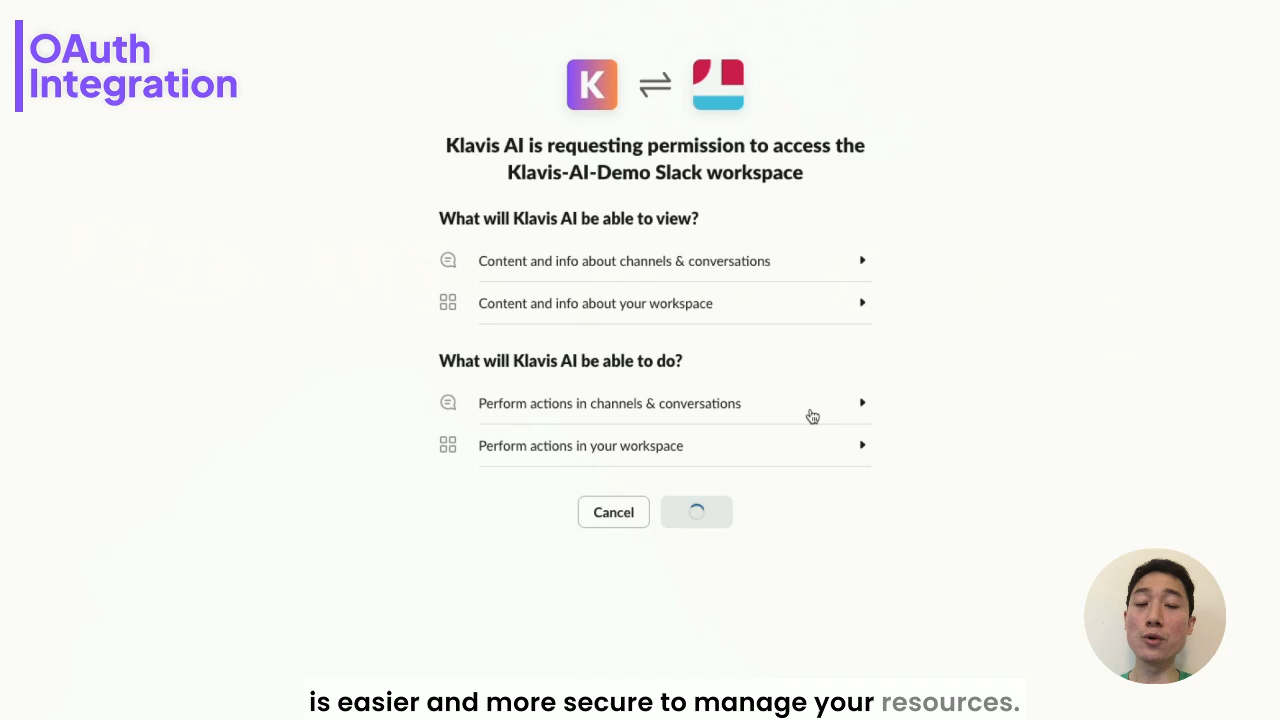 OAuth
Integration
K
Klavis AI is requesting permission to access the
Klavis-AI-Demo Slack workspace
What will Klavis AI be able to view?
Content and info about channels & conversations
Content and info about your workspace
What will Klavis AI be able to do?
Perform actions in channels & conversations
Perform actions in your workspace
Cancel
is easier and more secure to manage your resources.